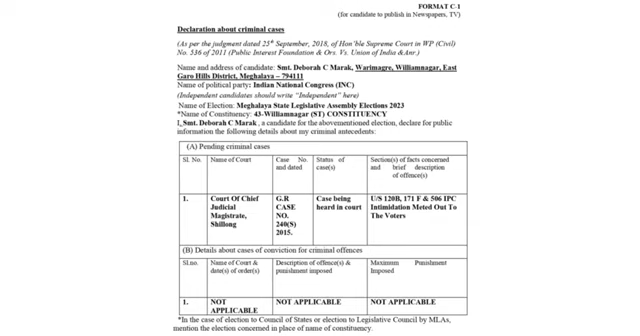 FORMAT C-1
(for candidate to publish in Newspapers, TV)
Declaration about criminal cases
(As per the judgment dated 25th September, 2018, of Hon'ble Supreme Court in WP (Civil)
No. 536 of 2011 (Public Interest Foundation & Ors. Vs. Union of India &Anr.)
Name and address of candidate: Smt. Deborah C Marak, Warimagre, Williamnagar, East
Garo Hills District, Meghalaya – 794111
Name of political party: Indian National Congress (INC)
(Independent candidates should write "Independent" here)
Name of Election: Meghalaya State Legislative Assembly Elections 2023
*Name of Constituency: 43-Williamnagar (ST) CONSTITUENCY
I, Smt. Deborah C Marak, a candidate for the abovementioned election, declare for public
information the following details about my criminal antecedents:
(A) Pending criminal cases
Sl. No. Name of Court Case No. and dated Status of case(s) Section(s) of facts concerned and brief description of offence(s)
1. Court Of Chief Judicial Magistrate, Shillong G.R CASE NO. 240(S) 2015. Case being heard in court U/S 120B, 171 F & 506 IPC Intimidation Meted Out To The Voters
(B) Details about cases of conviction for criminal offences
Sl.no. Name of Court & date(s) of order(s) Description of offence(s) & punishment imposed Maximum Punishment Imposed
1. NOT APPLICABLE NOT APPLICABLE NOT APPLICABLE
*In the case of election to Council of States or election to Legislative Council by MLAs,
mention the election concerned in place of name of constituency.